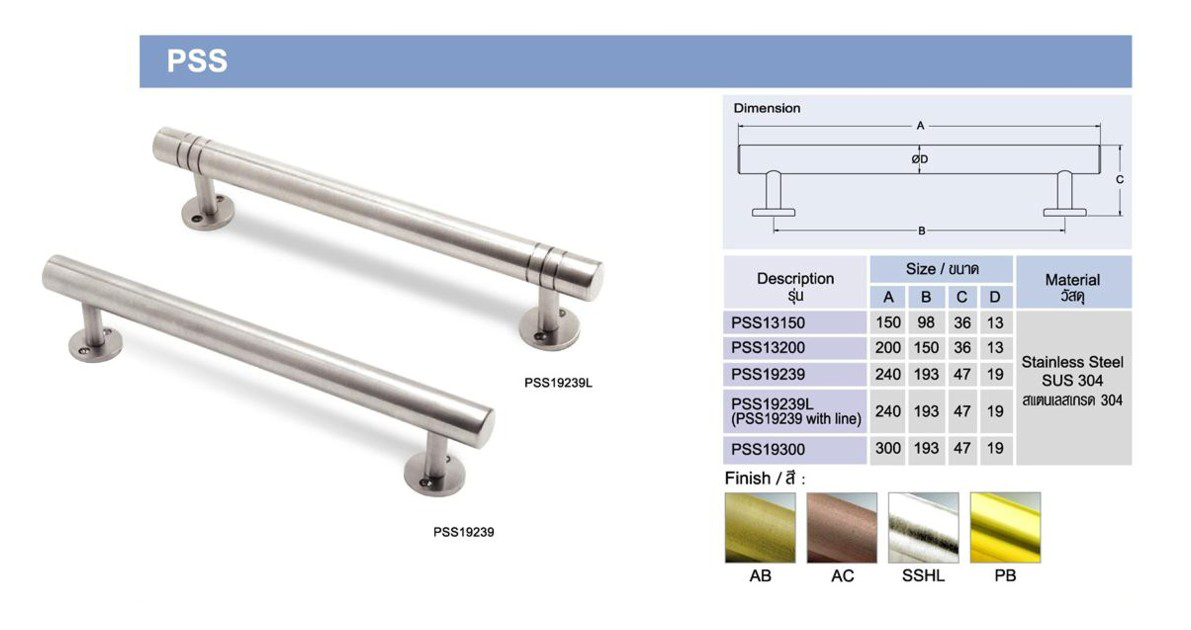 PSS
PSS19239L
PSS19239
Dimension
A
ØD
C
B
Description
รุ่น
Size / ขนาด
A B C D
Material
วัสดุ
PSS13150 150 98 36 13
PSS13200 200 150 36 13
PSS19239 240 193 47 19
PSS19239L
(PSS19239 with line) 240 193 47 19
PSS19300 300 193 47 19
Stainless Steel
SUS 304
สแตนเลสเกรด 304
Finish / สี :
AB AC SSHL PB